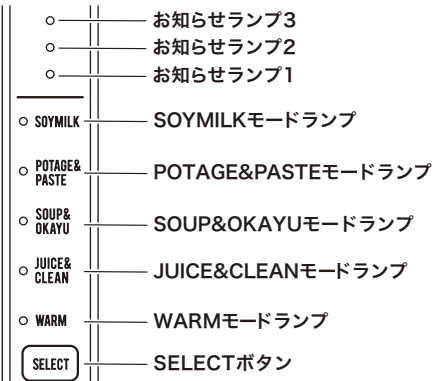 お知らせランプ3
お知らせランプ2
お知らせランプ1
SOYMILK SOYMILKモードランプ
POTAGE&
PASTE
POTAGE&PASTEモードランプ
SOUP&
OKAYU
SOUP&OKAYUモードランプ
JUICE&
CLEAN
JUICE&CLEANモードランプ
WARM WARMモードランプ
SELECT SELECTボタン